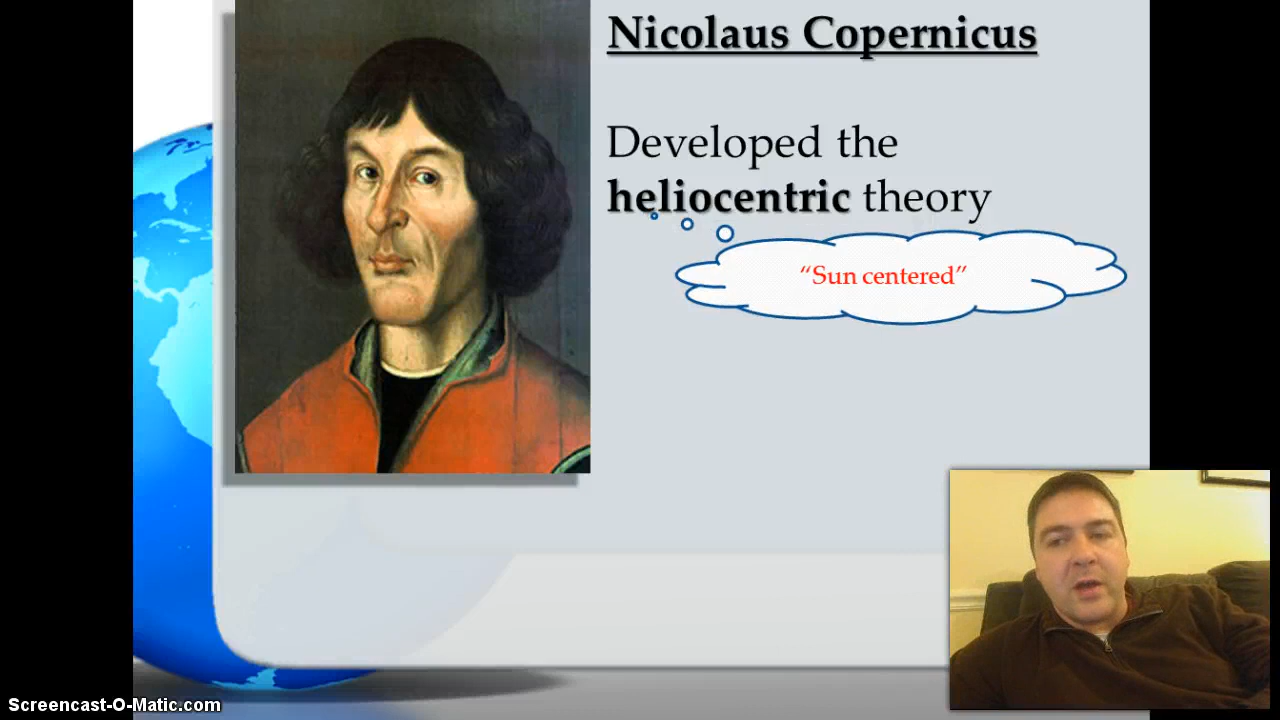 Nicolaus Copernicus
Developed the
heliocentric theory
“Sun centered”
Screencast-O-Matic.com